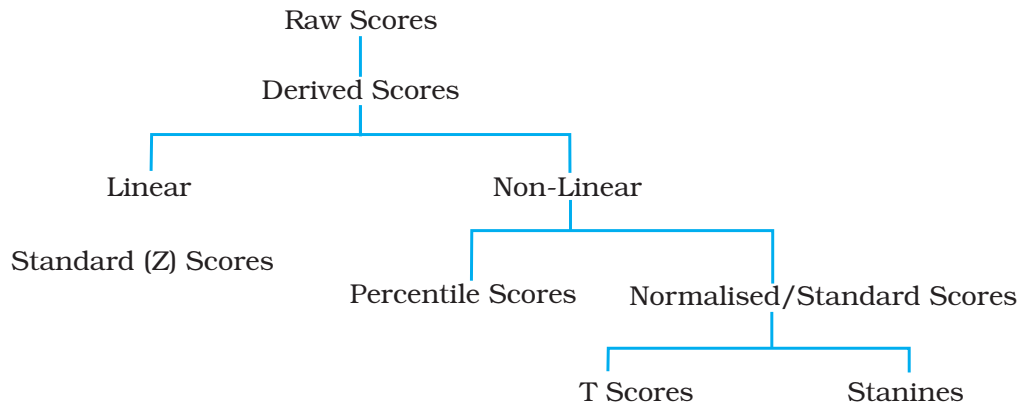 Raw Scores
Derived Scores
Linear
Non-Linear
Standard (Z) Scores
Percentile Scores
Normalised/Standard Scores
T Scores
Stanines